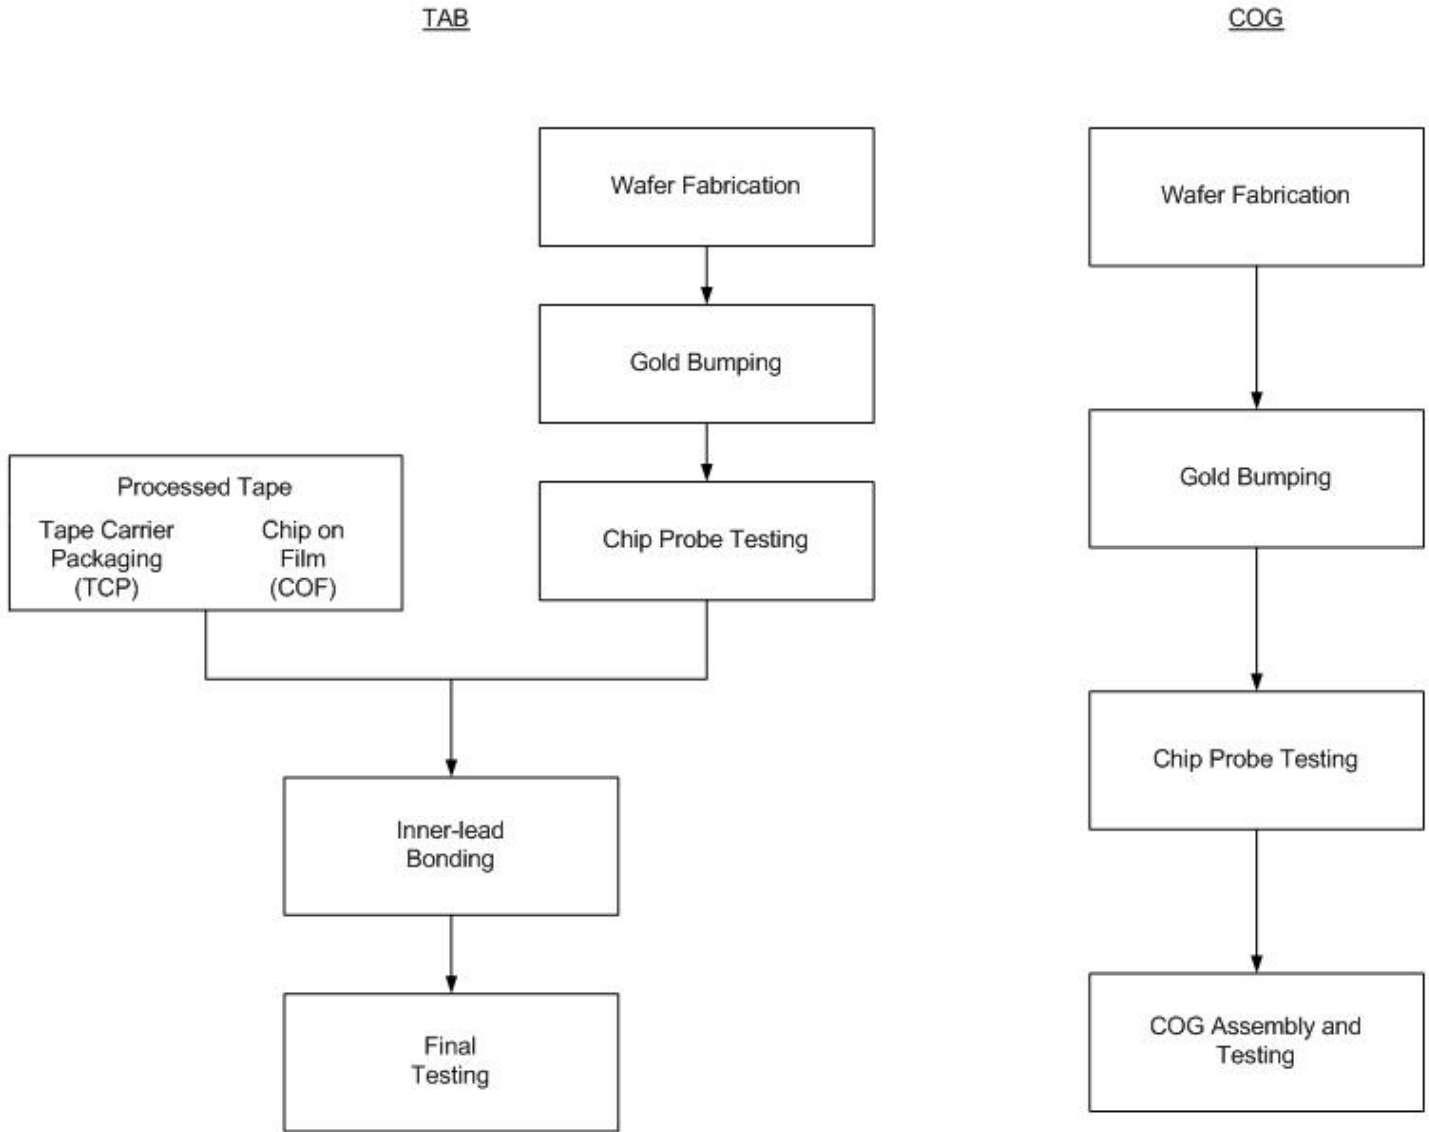 TAB
Wafer Fabrication
Gold Bumping
Chip Probe Testing
Processed Tape
Tape Carrier
Packaging
(TCP)
Chip on
Film
(COF)
Inner-lead
Bonding
Final
Testing
COG
Wafer Fabrication
Gold Bumping
Chip Probe Testing
COG Assembly and
Testing